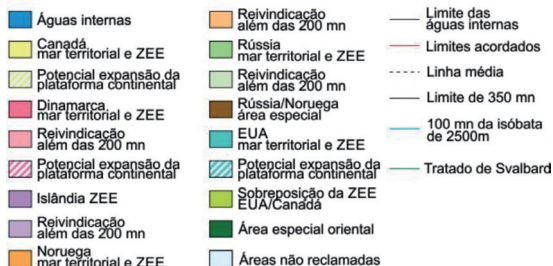 Águas internas
Canadá
mar territorial e ZEE
Potencial expansão da
plataforma continental
Dinamarca
mar territorial e ZEE
Reivindicação
além das 200 mn
Potencial expansão da
plataforma continental
Islândia ZEE
Reivindicação
além das 200 mn
Noruega
mar territorial e ZEE
Reivindicação
além das 200 mn
Rússia
mar territorial e ZEE
Reivindicação
além das 200 mn
Rússia/Noruega
área especial
EUA
mar territorial e ZEE
Potencial expansão da
plataforma continental
Sobreposição da ZEE
EUA/Canadá
Área especial oriental
Áreas não reclamadas
Limite das
águas internas
Limites acordados
Linha média
Limite de 350 mn
100 mn da isóbata
de 2500m
Tratado de Svalbard